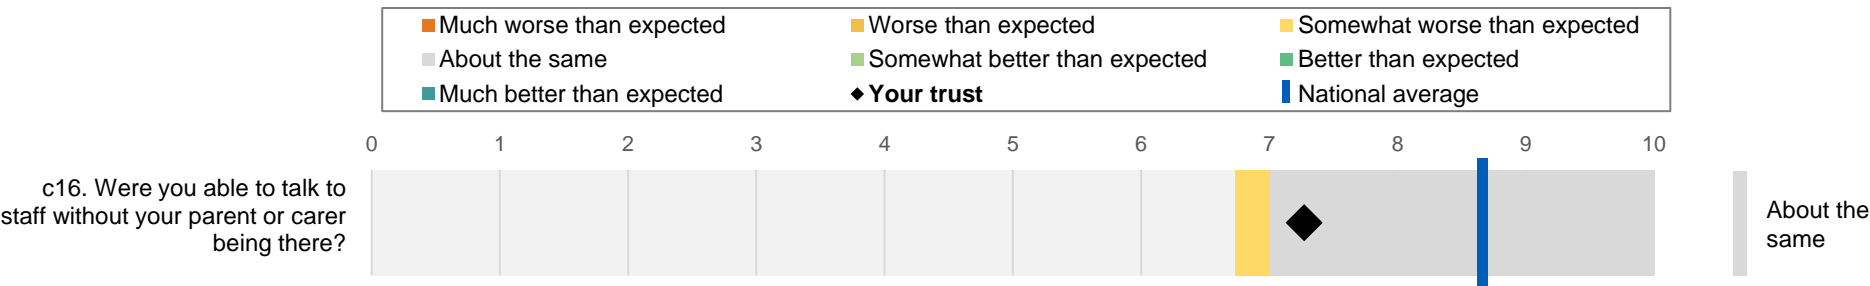 Much worse than expected
Worse than expected
Somewhat worse than expected
About the same
Somewhat better than expected
Better than expected
Much better than expected
Your trust
National average
0 1 2 3 4 5 6 7 8 9 10
c16. Were you able to talk to
staff without your parent or carer
being there?
About the
same